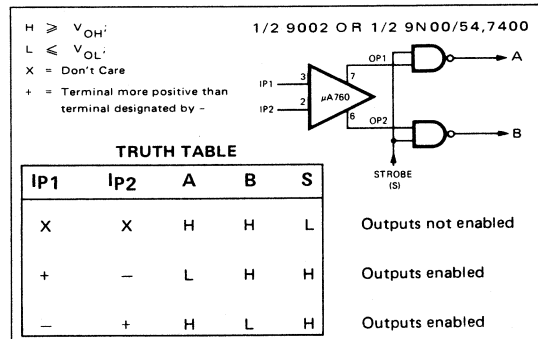 H ⩾ VOH;
L ⩽ VOL;
X = Don't Care
+ = Terminal more positive than
terminal designated by –
1/2 9002 OR 1/2 9N00/54,7400
OP1
A
IP1
3
7
μA760
IP2
2
6
OP2
B
STROBE
(S)
TRUTH TABLE
IP1 IP2 A B S
X X H H L Outputs not enabled
+ – L H H Outputs enabled
– + H L H Outputs enabled